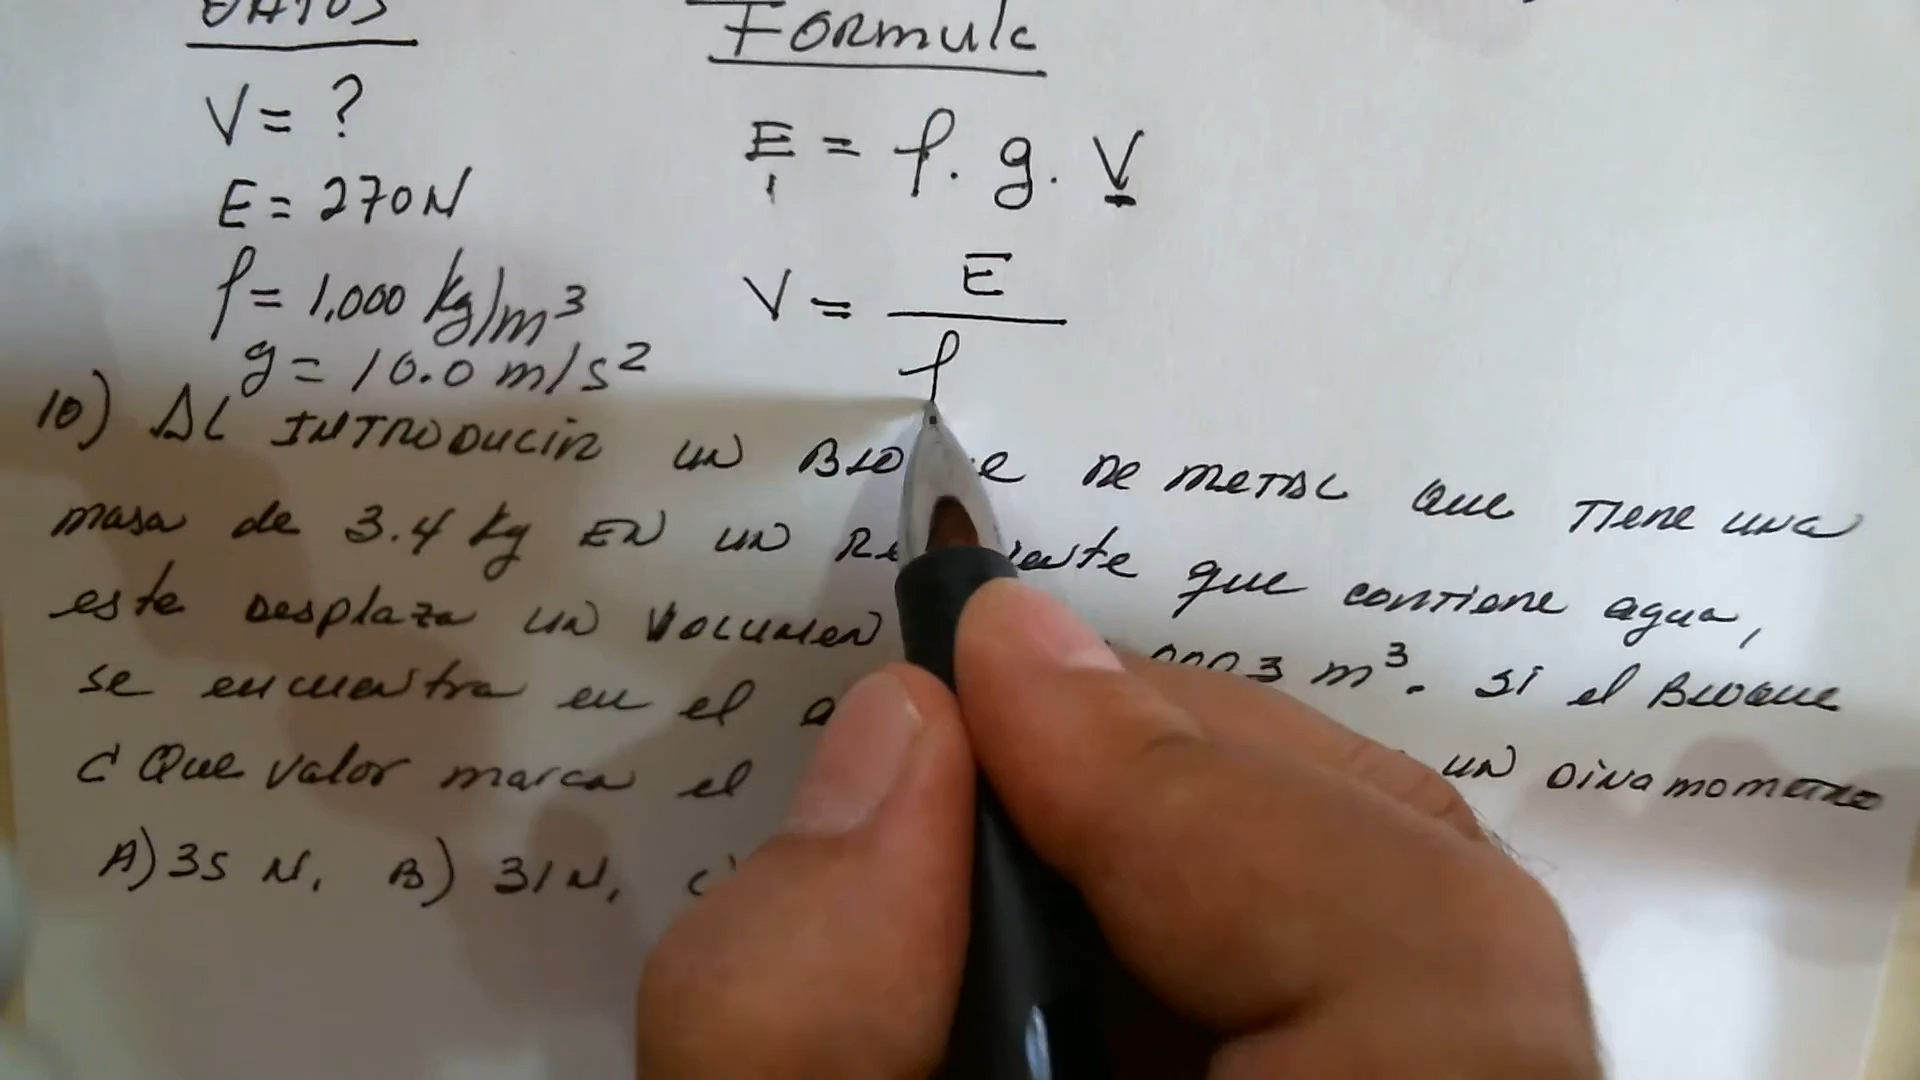 DATOS
Formula
V = ?
E = ρ. g. V
E = 270N
V = E / ρ
ρ = 1,000 kg/m³
g = 10.0 m/s²
10) AL INTRODUCIR un BLOQUE DE METAL que TIENE una
masa de 3.4 kg EN un que contiene agua,
este Desplaza un Volumen m³. si el BLOQUE
se encuentra en el un DINAMOMETRO
¿ Que valor marca el
A) 35 N, B) 31N, C)